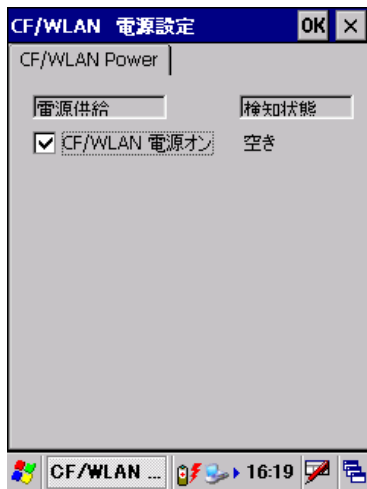 CF/WLAN 電源設定 OK ×
CF/WLAN Power
電源供給 検知状態
CF/WLAN 電源オン 空き
CF/WLAN ... 16:19